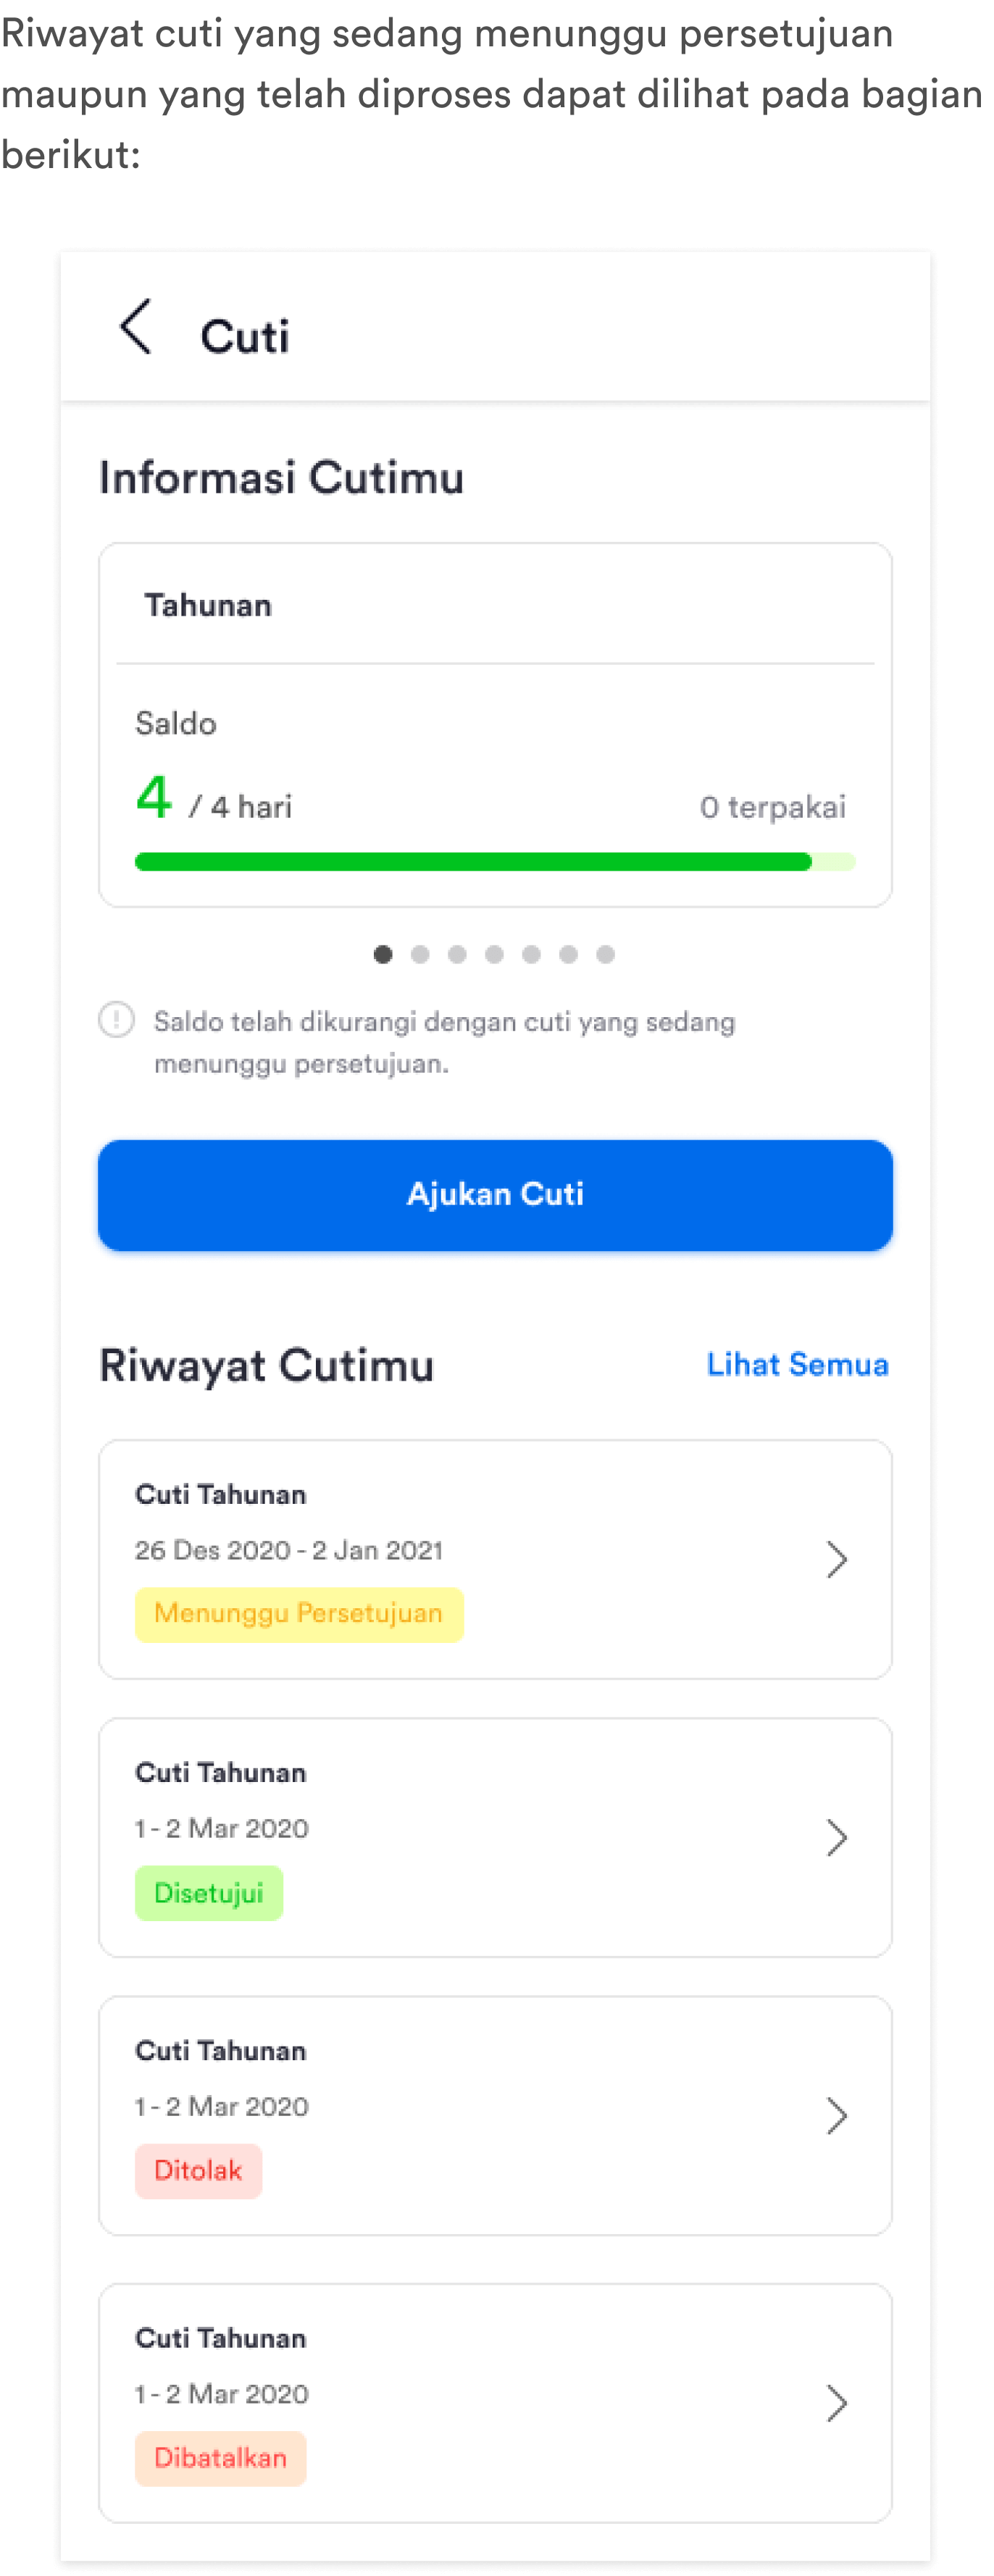 Riwayat cuti yang sedang menunggu persetujuan
maupun yang telah diproses dapat dilihat pada bagian
berikut:
Cuti
Informasi Cutimu
Tahunan
Saldo
4 / 4 hari
0 terpakai
Saldo telah dikurangi dengan cuti yang sedang
menunggu persetujuan.
Ajukan Cuti
Riwayat Cutimu
Lihat Semua
Cuti Tahunan
26 Des 2020 - 2 Jan 2021
Menunggu Persetujuan
Cuti Tahunan
1 - 2 Mar 2020
Disetujui
Cuti Tahunan
1 - 2 Mar 2020
Ditolak
Cuti Tahunan
1 - 2 Mar 2020
Dibatalkan